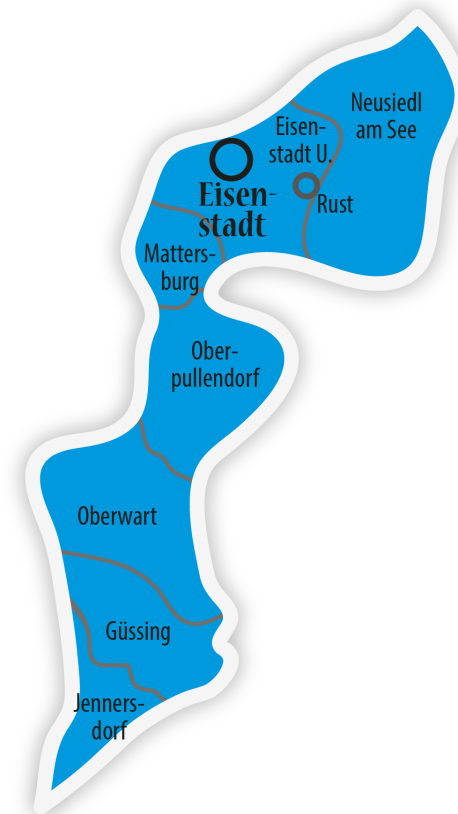 Neusiedl
am See
Eisen-
stadt U.
Rust
Eisen-
stadt
Matters-
burg
Ober-
pullendorf
Oberwart
Güssing
Jenners-
dorf